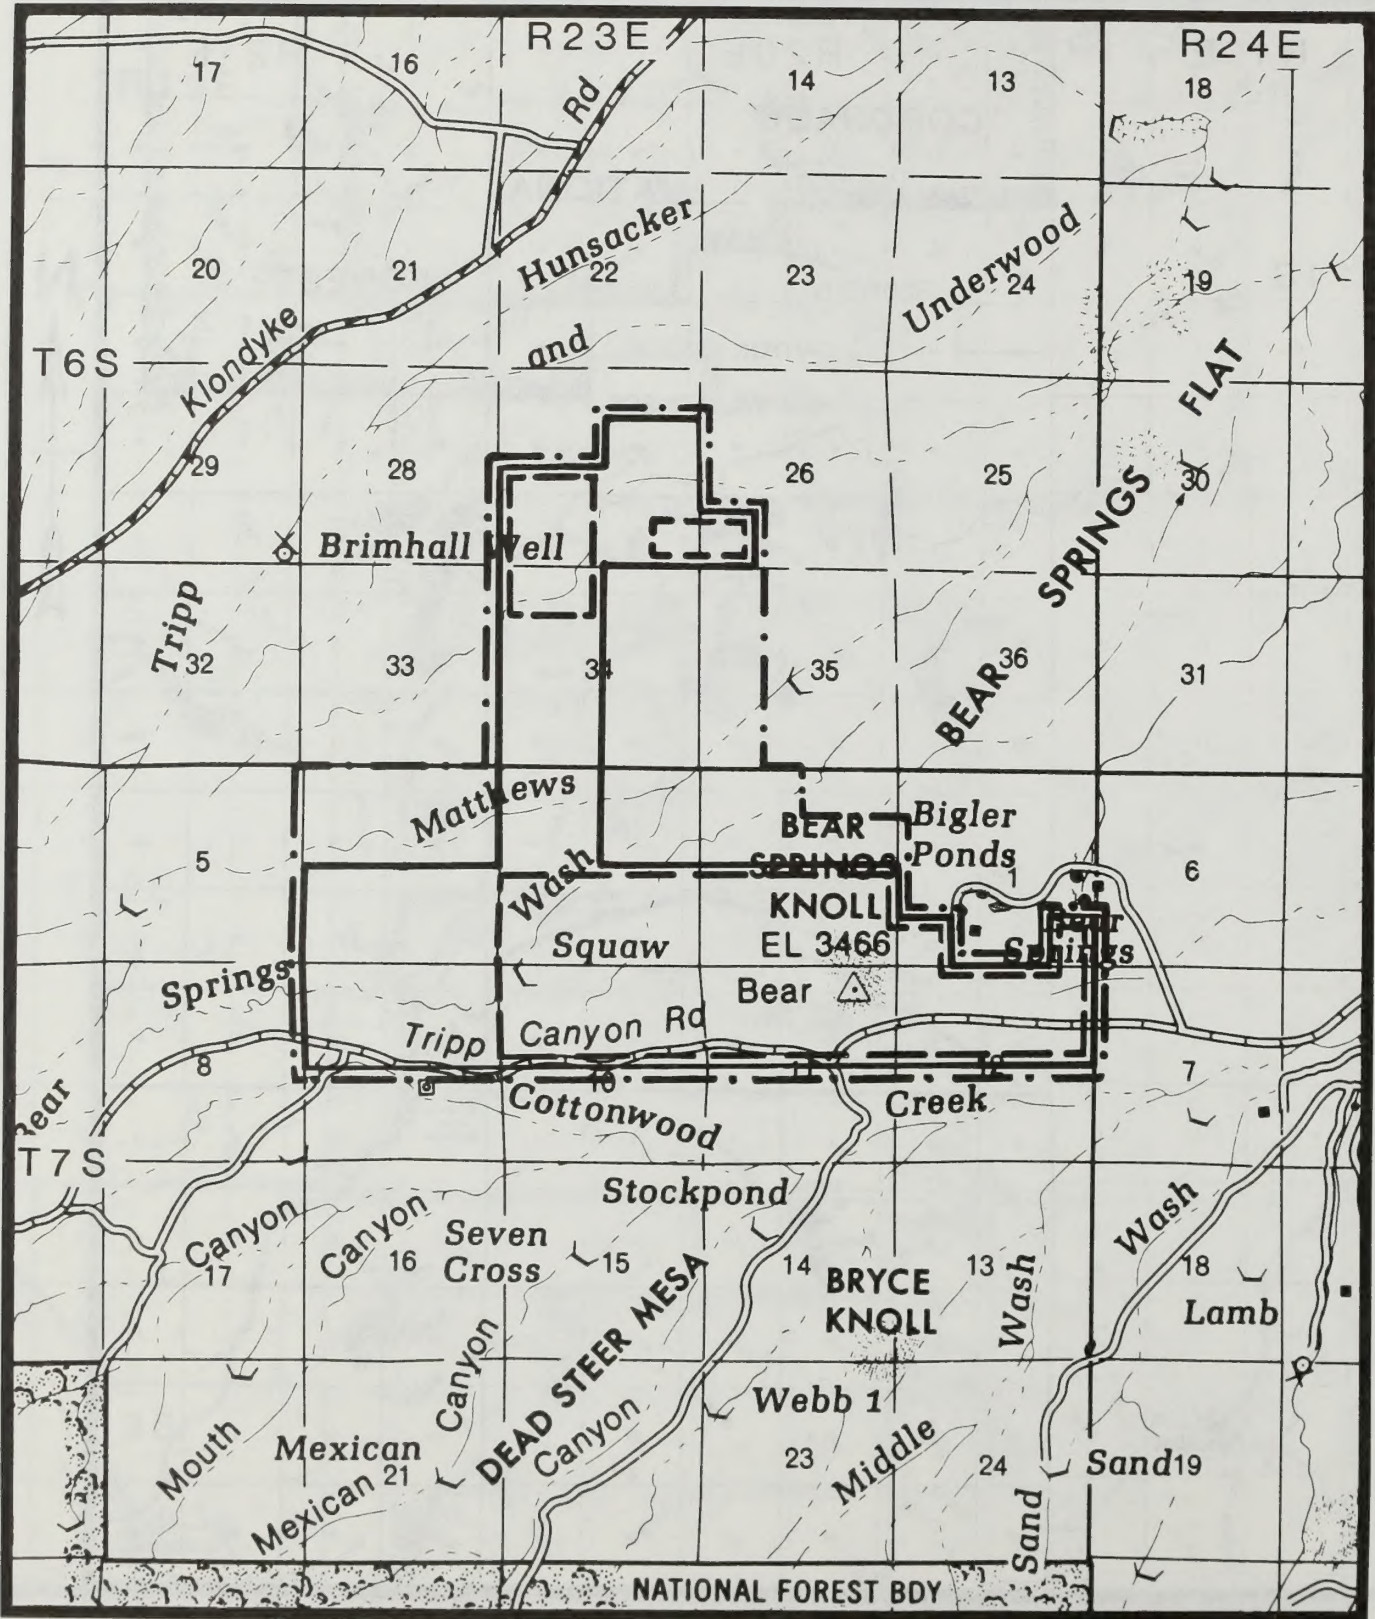 R23E
R24E
17
16
14
13
18
Rd
Hunsacker
20
21
22
23
Underwood
24
19
Klondyke
and
T6S
FLAT
29
28
26
25
30
SPRINGS
Brimhall Well
Tripp
32
33
34
35
BEAR
36
31
Matthews
BEAR
SPRINGS
KNOLL
EL 3466
Bigler
Ponds
1
5
6
Wash
Squaw
Springs
Springs
Bear
Tripp
Canyon Rd
8
10
11
12
7
Cottonwood
Creek
Bear
T7S
Stockpond
Canyon
Canyon
Seven
Cross
17
16
15
14
13
18
BRYCE
KNOLL
Wash
Wash
Lamb
DEAD STEER MESA
Canyon
Canyon
Webb 1
Mouth
Mexican
Mexican
21
23
Middle
24
Sand
19
Sand
NATIONAL FOREST BDY